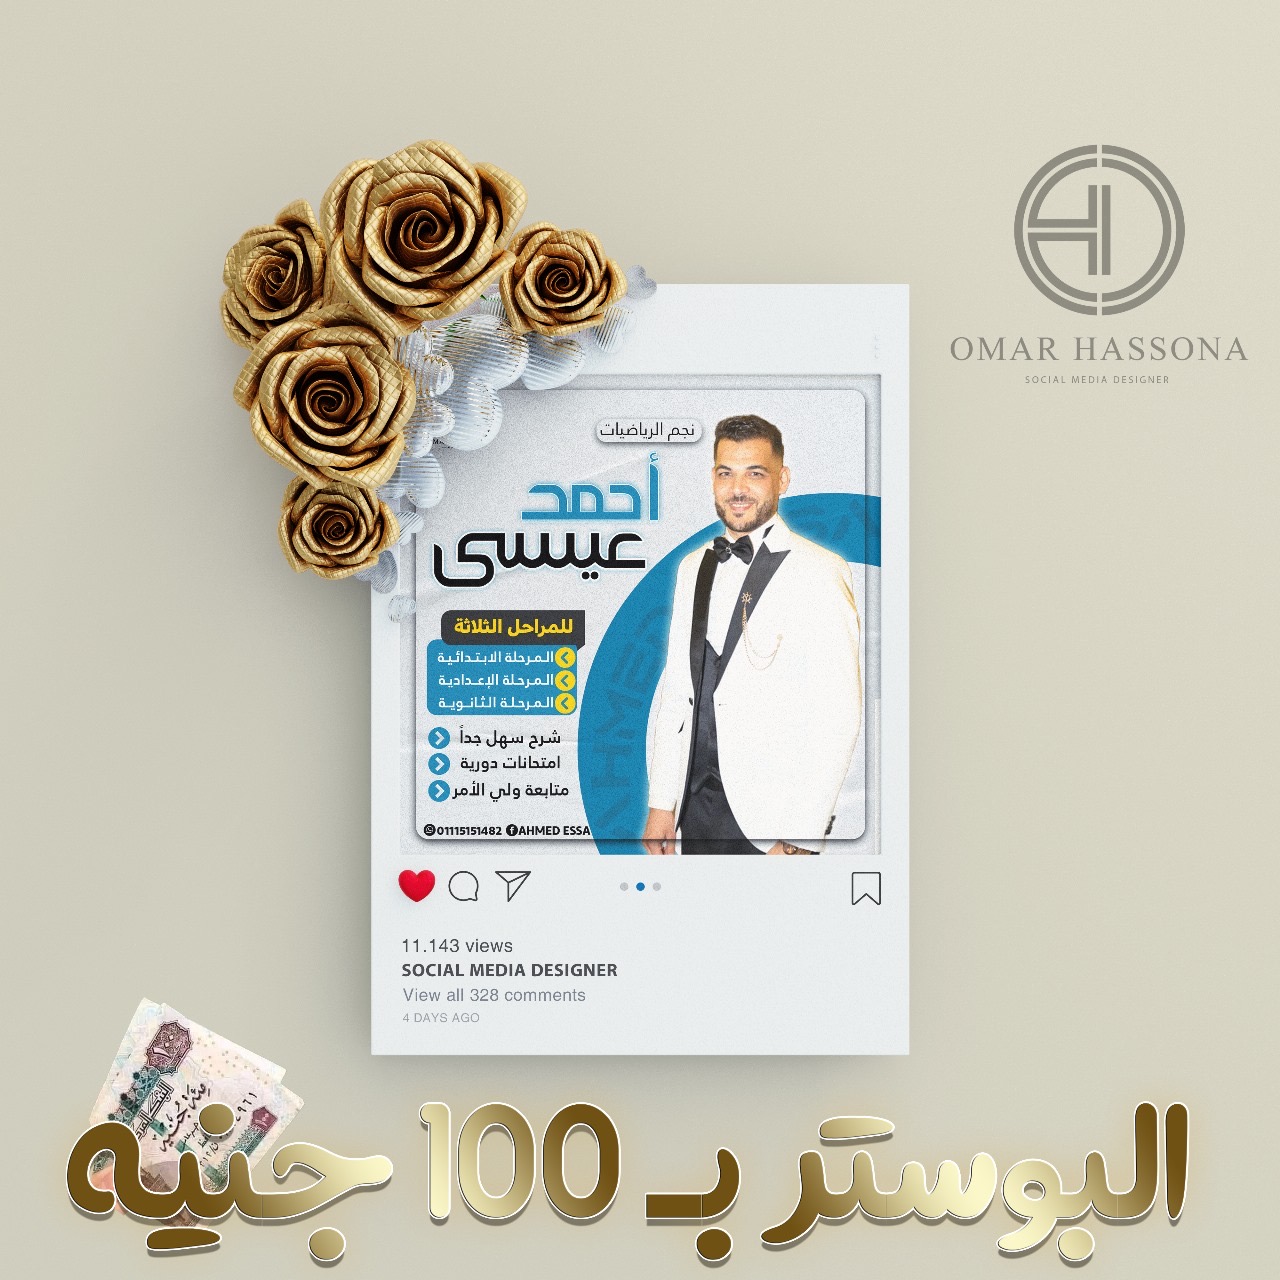 OMAR HASSONA
SOCIAL MEDIA DESIGNER
نجم الرياضيات
أحمد
عيسى
للمراحل الثلاثة
المرحلة الابتدائية
المرحلة الإعدادية
المرحلة الثانوية
شرح سهل جداً
امتحانات دورية
متابعة ولي الأمر
01115151482 AHMED ESSA
11.143 views
SOCIAL MEDIA DESIGNER
View all 328 comments
4 DAYS AGO
البوستر بـ 100 جنيه